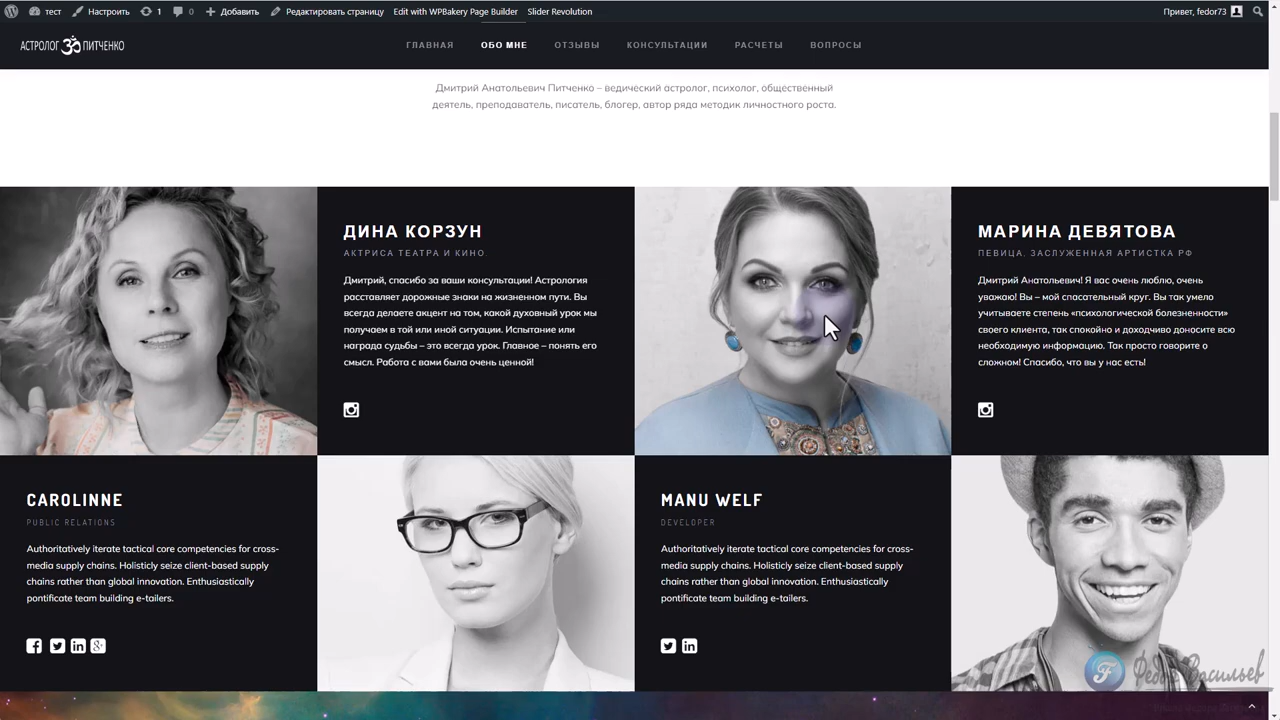 тест
Настроить
1
0
Добавить
Редактировать страницу
Edit with WPBakery Page Builder
Slider Revolution
Привет, fedor73
АСТРОЛОГ ПИТЧЕНКО
ГЛАВНАЯ
ОБО МНЕ
ОТЗЫВЫ
КОНСУЛЬТАЦИИ
РАСЧЕТЫ
ВОПРОСЫ
Дмитрий Анатольевич Питченко – ведический астролог, психолог, общественный
деятель, преподаватель, писатель, блогер, автор ряда методик личностного роста.
ДИНА КОРЗУН
АКТРИСА ТЕАТРА И КИНО
Дмитрий, спасибо за ваши консультации! Астрология
расставляет дорожные знаки на жизненном пути. Вы
всегда делаете акцент на том, какой духовный урок мы
получаем в той или иной ситуации. Испытание или
награда судьбы – это всегда урок. Главное – понять его
смысл. Работа с вами была очень ценной!
МАРИНА ДЕВЯТОВА
ПЕВИЦА, ЗАСЛУЖЕННАЯ АРТИСТКА РФ
Дмитрий Анатольевич! Я вас очень люблю, очень
уважаю! Вы – мой спасательный круг. Вы так умело
учитываете степень «психологической болезненности»
своего клиента, так спокойно и доходчиво доносите всю
необходимую информацию. Так просто говорите о
сложном! Спасибо, что вы у нас есть!
CAROLINNE
PUBLIC RELATIONS
Authoritatively iterate tactical core competencies for cross-
media supply chains. Holisticly seize client-based supply
chains rather than global innovation. Enthusiastically
pontificate team building e-tailers.
MANU WELF
DEVELOPER
Authoritatively iterate tactical core competencies for cross-
media supply chains. Holisticly seize client-based supply
chains rather than global innovation. Enthusiastically
pontificate team building e-tailers.
Федор Васильев